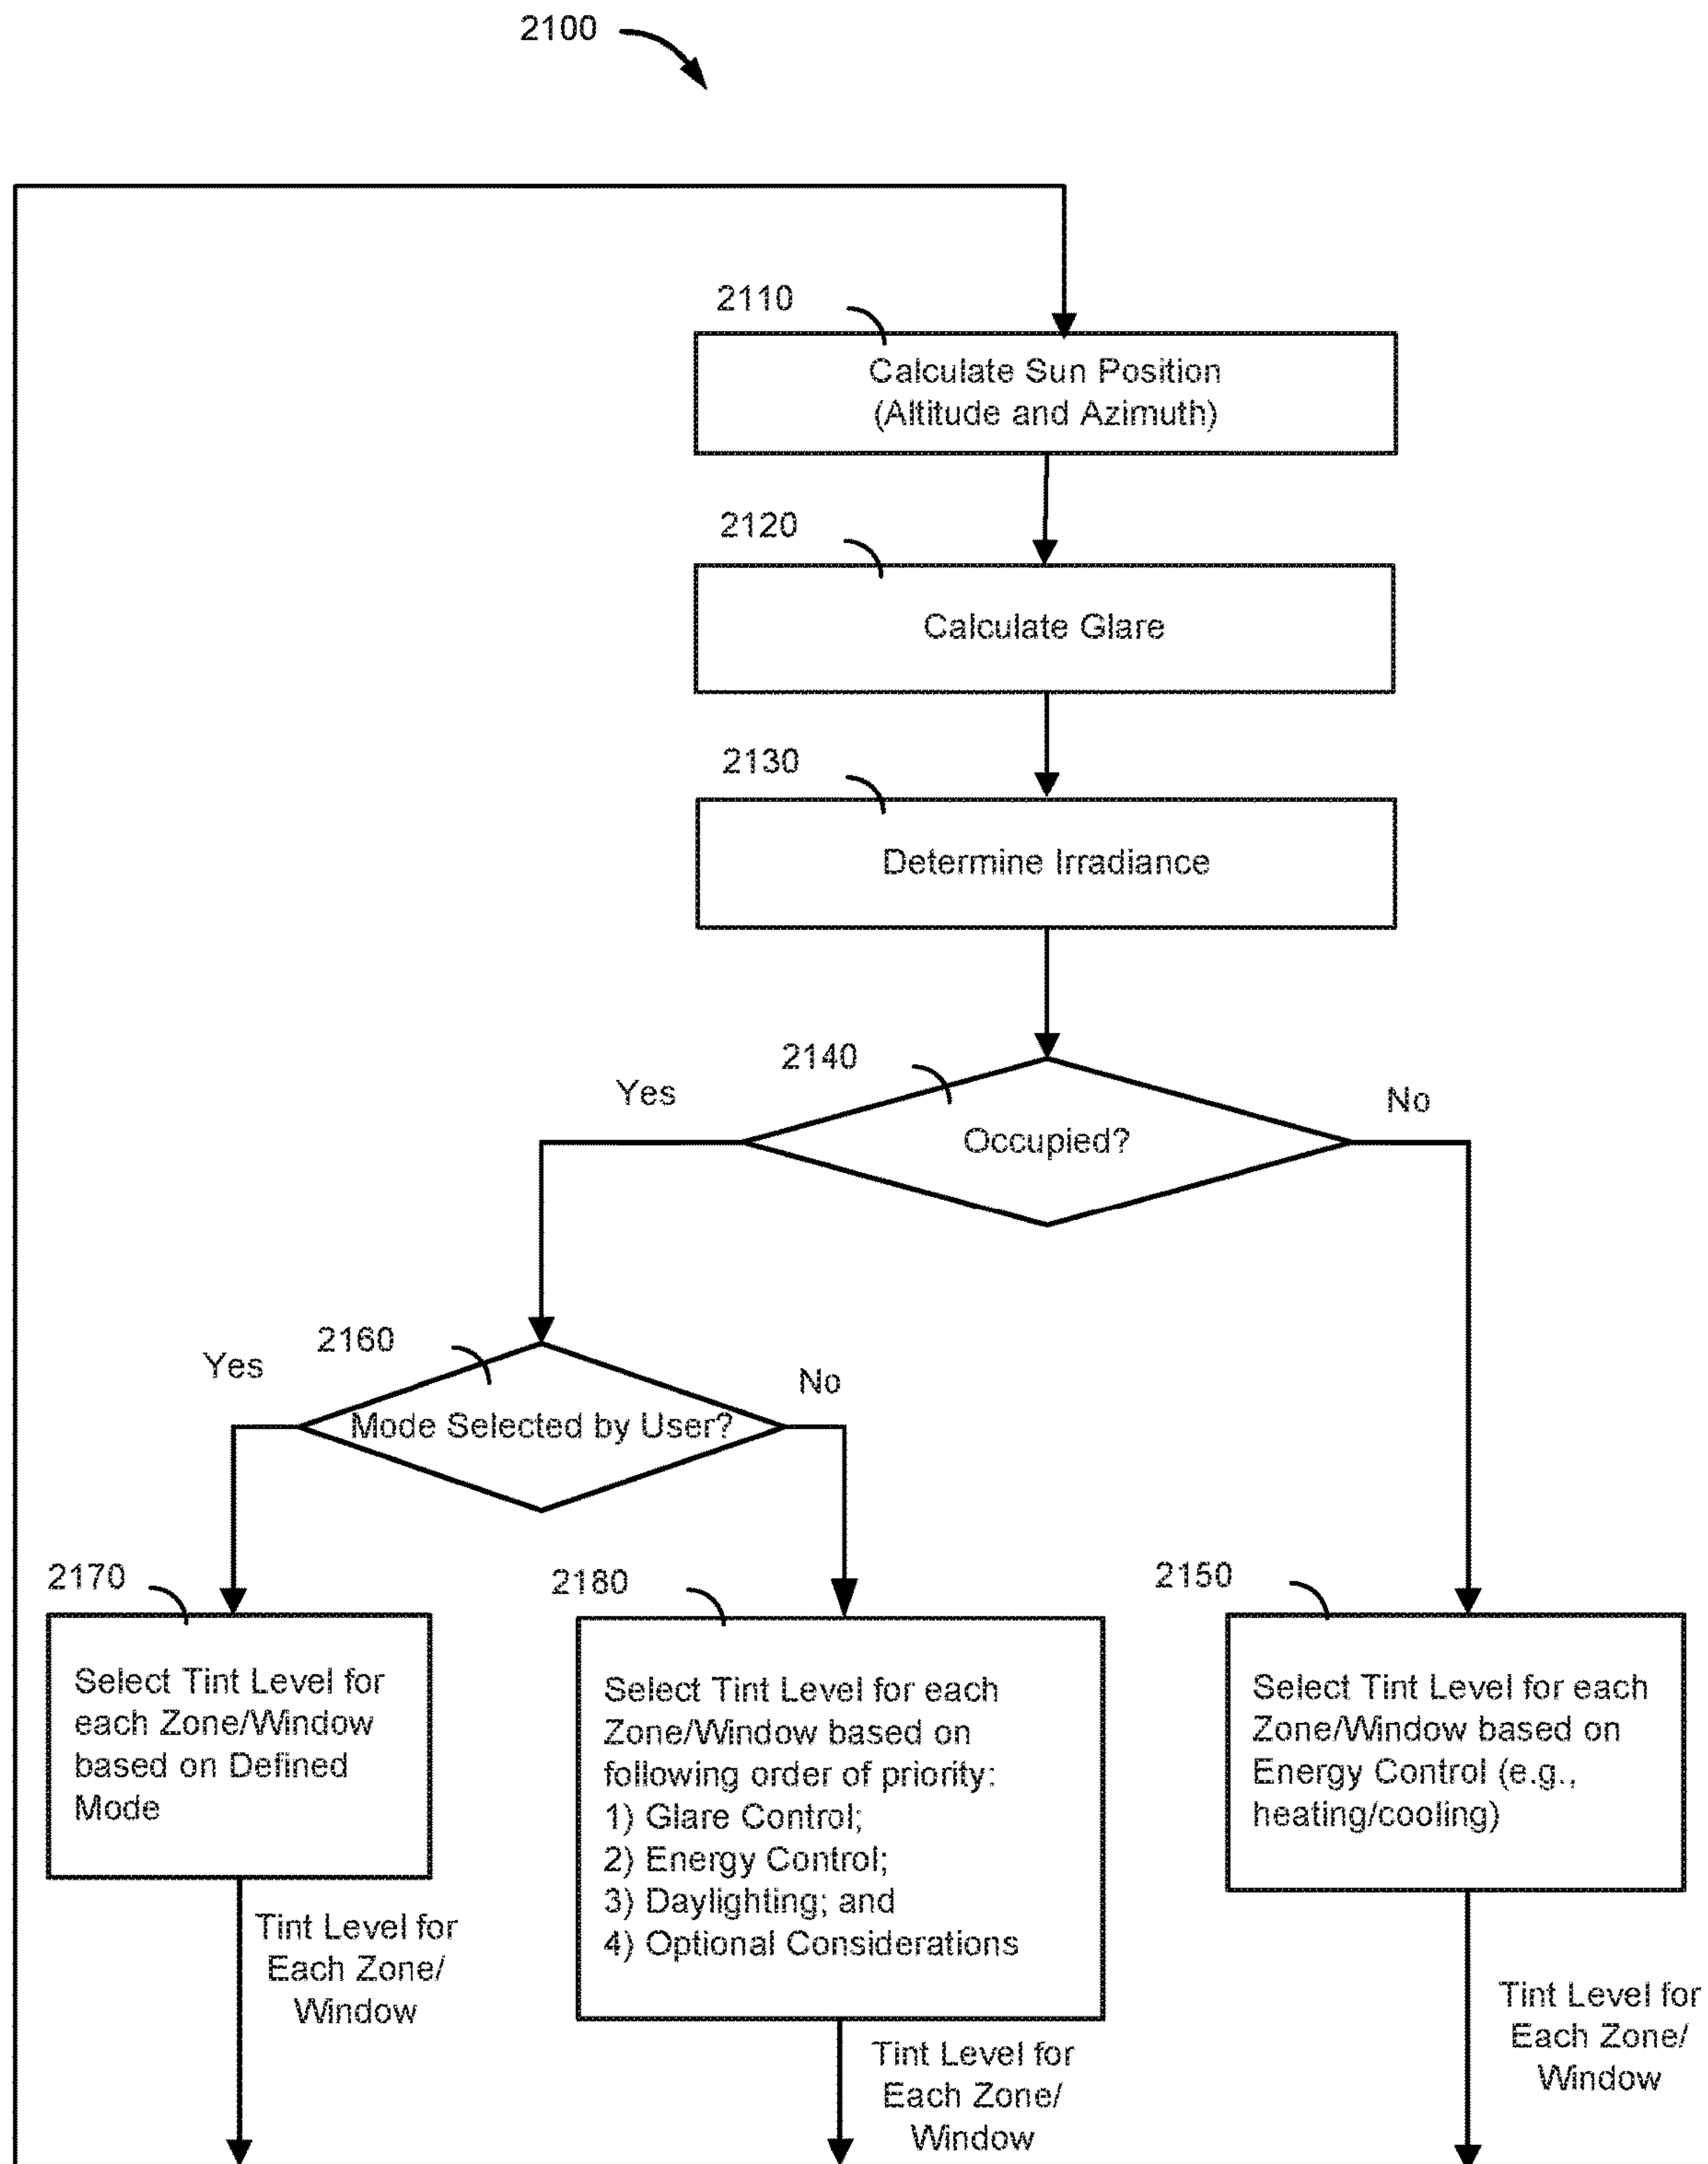 2100
2110
Calculate Sun Position
(Altitude and Azimuth)
2120
Calculate Glare
2130
Determine Irradiance
2140
Yes
No
Occupied?
2160
Yes
No
Mode Selected by User?
2170
Select Tint Level for
each Zone/Window
based on Defined
Mode
2180
Select Tint Level for each
Zone/Window based on
following order of priority:
1) Glare Control;
2) Energy Control;
3) Daylighting; and
4) Optional Considerations
2150
Select Tint Level for each
Zone/Window based on
Energy Control (e.g.,
heating/cooling)
Tint Level for
Each Zone/
Window
Tint Level for
Each Zone/
Window
Tint Level for
Each Zone/
Window